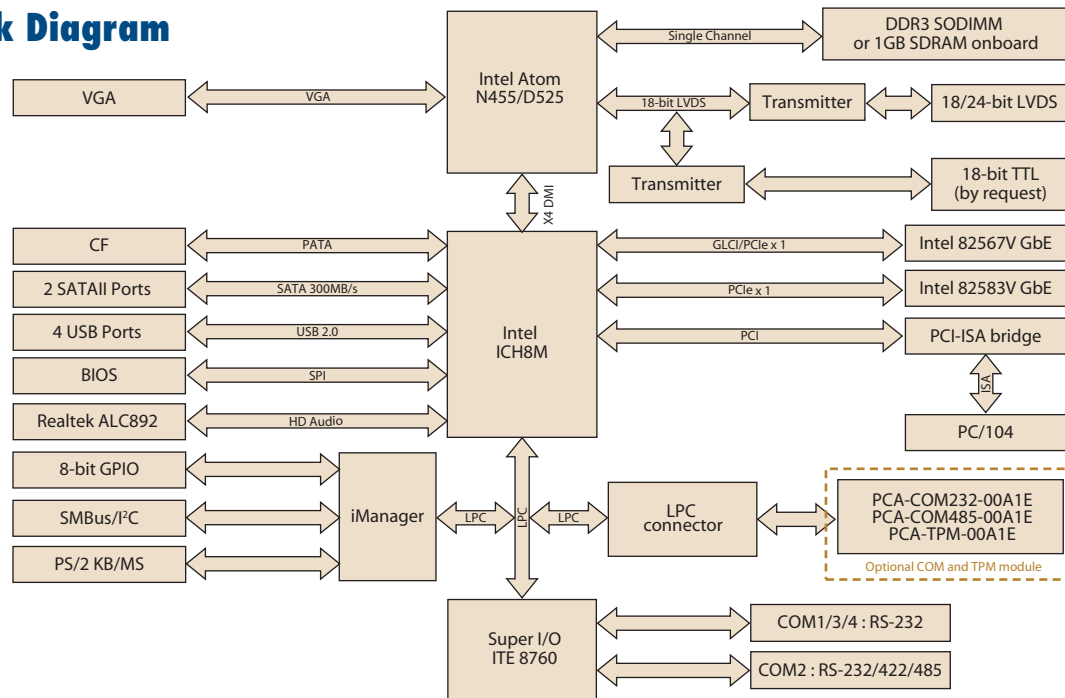 k Diagram
DDR3 SODIMM
or 1GB SDRAM onboard
Single Channel
Intel Atom
N455/D525
VGA
VGA
18-bit LVDS
Transmitter
18/24-bit LVDS
Transmitter
18-bit TTL
(by request)
X4 DMI
CF
PATA
GLCI/PCIe x 1
Intel 82567V GbE
2 SATAII Ports
SATA 300MB/s
PCIe x 1
Intel 82583V GbE
4 USB Ports
USB 2.0
Intel
ICH8M
PCI
PCI-ISA bridge
BIOS
SPI
ISA
Realtek ALC892
HD Audio
PC/104
8-bit GPIO
SMBus/I²C
PS/2 KB/MS
iManager
LPC
LPC
LPC
LPC
connector
PCA-COM232-00A1E
PCA-COM485-00A1E
PCA-TPM-00A1E
Optional COM and TPM module
Super I/O
ITE 8760
COM1/3/4 : RS-232
COM2 : RS-232/422/485